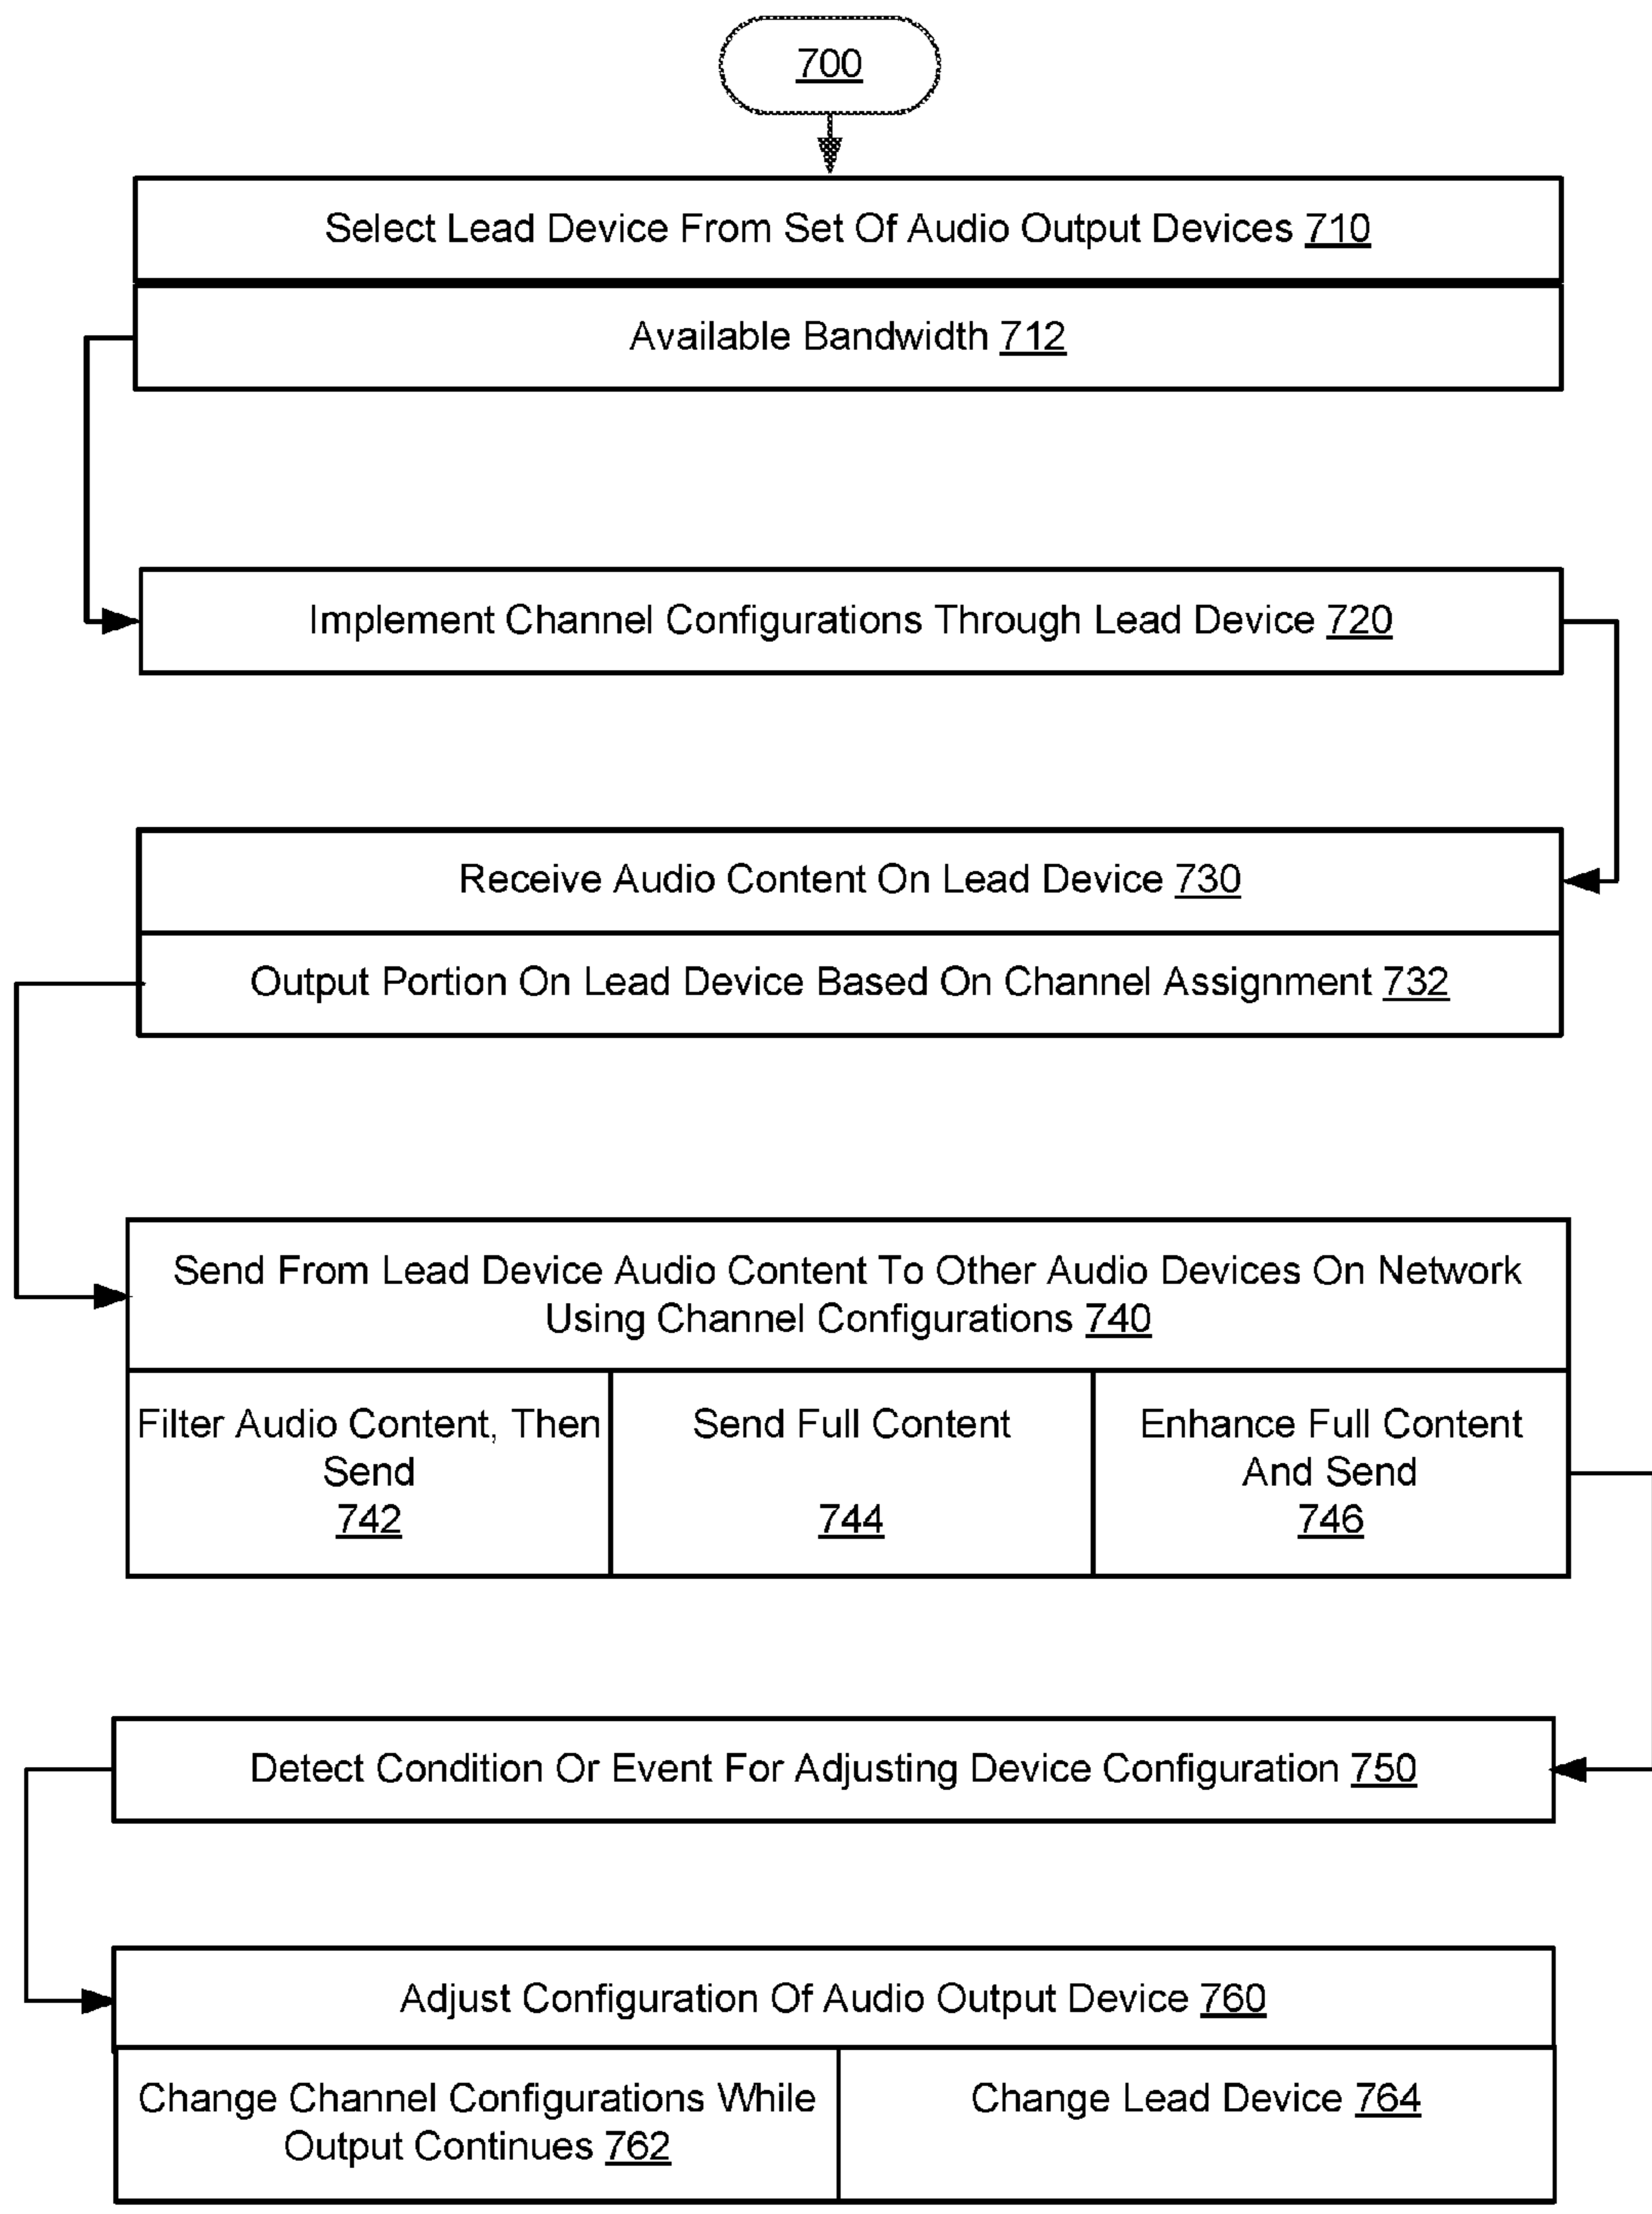 700
Select Lead Device From Set Of Audio Output Devices 710
Available Bandwidth 712
Implement Channel Configurations Through Lead Device 720
Receive Audio Content On Lead Device 730
Output Portion On Lead Device Based On Channel Assignment 732
Send From Lead Device Audio Content To Other Audio Devices On Network
Using Channel Configurations 740
Filter Audio Content, Then
Send
742
Send Full Content
744
Enhance Full Content
And Send
746
Detect Condition Or Event For Adjusting Device Configuration 750
Adjust Configuration Of Audio Output Device 760
Change Channel Configurations While
Output Continues 762
Change Lead Device 764